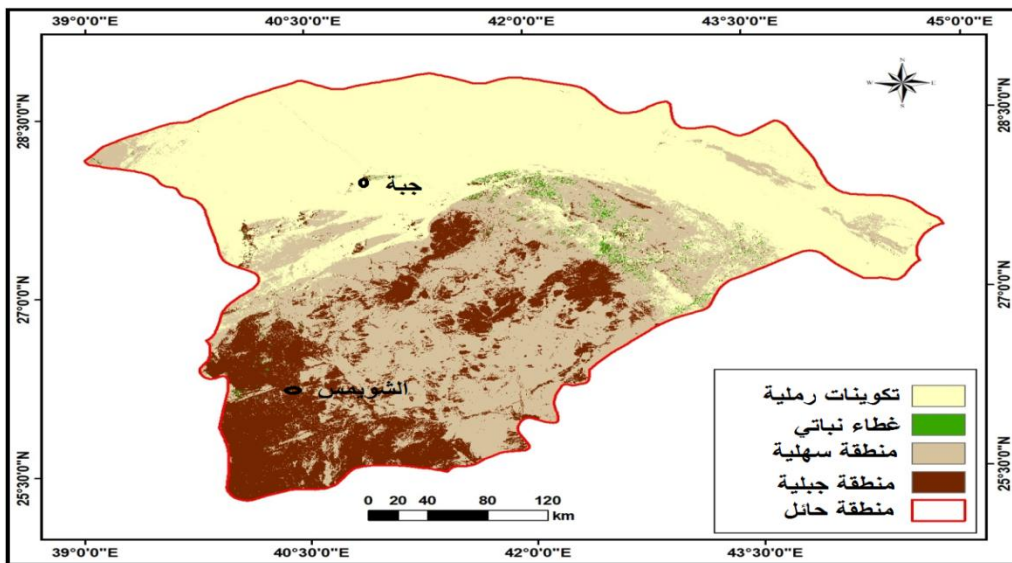 39°0'0"E 40°30'0"E 42°0'0"E 43°30'0"E 45°0'0"E
N
W E
S
28°30'0"N 28°30'0"N
جبة
27°0'0"N 27°0'0"N
الشويمس
25°30'0"N 25°30'0"N
تكوينات رملية
غطاء نباتي
منطقة سهلية
منطقة جبلية
منطقة حائل
0 20 40 80 120
km
39°0'0"E 40°30'0"E 42°0'0"E 43°30'0"E